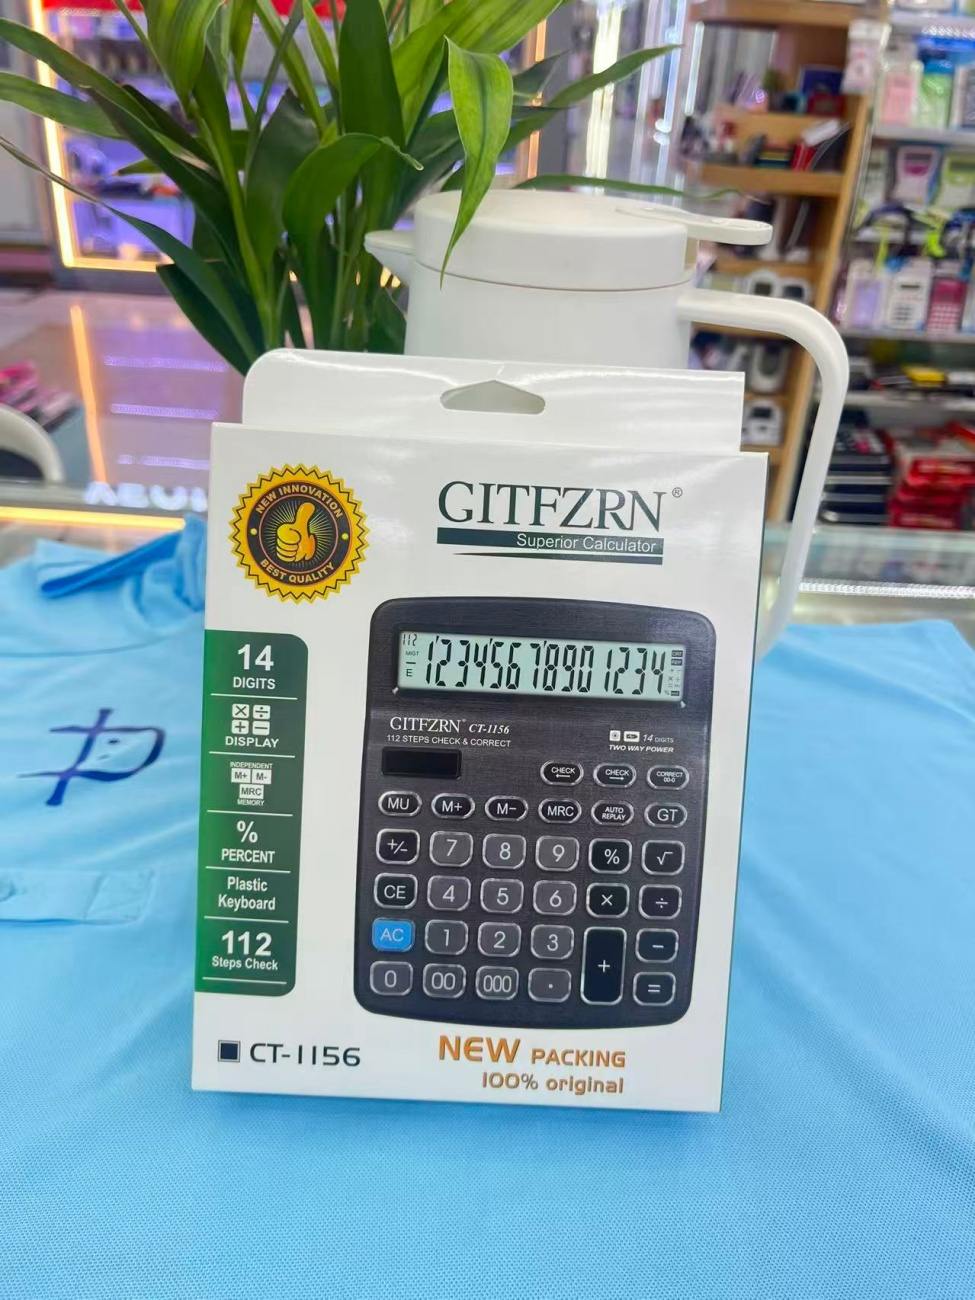 NEW INNOVATION
BEST QUALITY
GITFZRN®
Superior Calculator
14
DIGITS
DISPLAY
INDEPENDENT
M+ M-
MRC
MEMORY
%
PERCENT
Plastic
Keyboard
112
Steps Check
112
E
12345678901234
GITFZRN CT-1156
112 STEPS CHECK & CORRECT
14 DIGITS
TWO WAY POWER
CHECK CHECK CORRECT
00→0
MU M+ M− MRC AUTO REPLAY GT
+/− 7 8 9 % √
CE 4 5 6 × ÷
AC 1 2 3 + −
0 00 000 · =
CT-1156
NEW PACKING
100% original